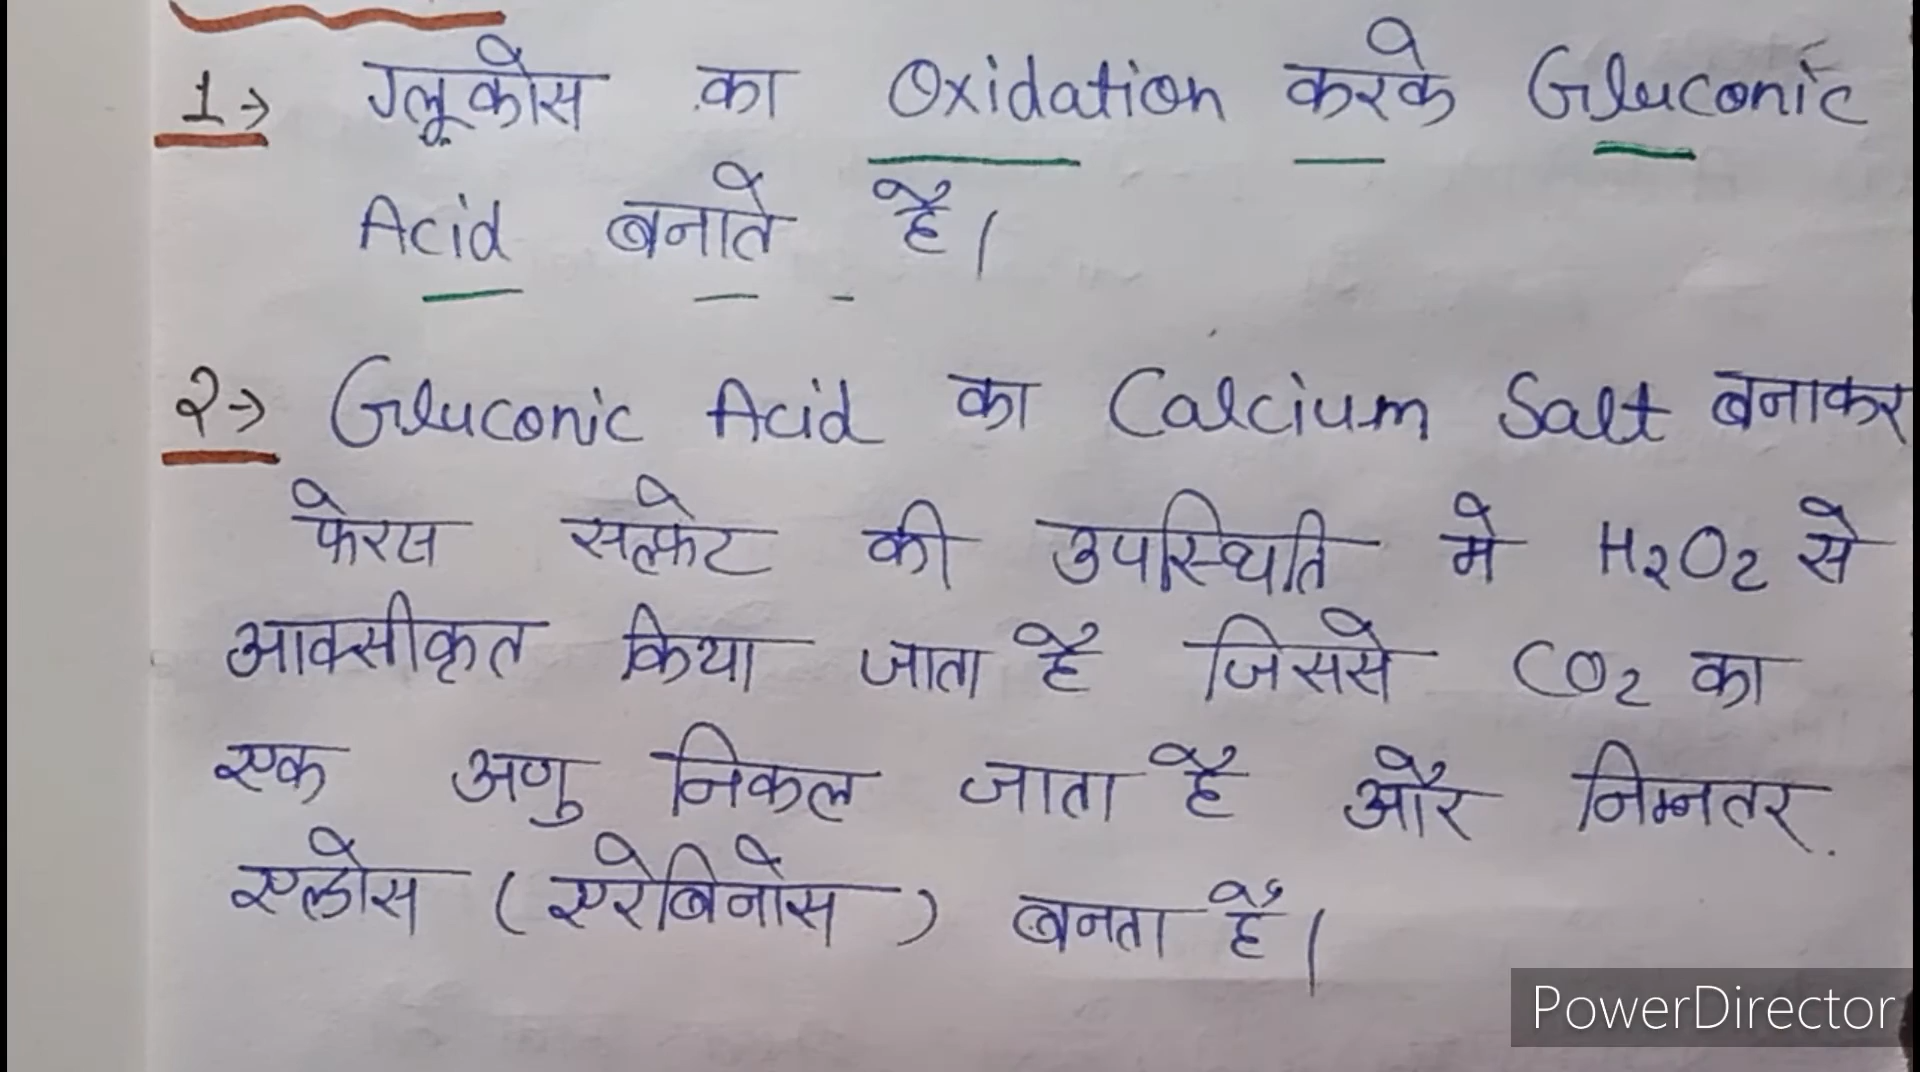 1→ ग्लूकोस का Oxidation करके Gluconic
Acid बनाते है।
2→ Gluconic Acid का Calcium Salt बनाकर
फेरस सल्फेट की उपस्थिति मे H2O2 से
आक्सीकृत किया जाता है जिससे CO2 का
एक अणु निकल जाता है और निम्नतर
एल्डोस (एरेबिनोस) बनता है।
PowerDirector